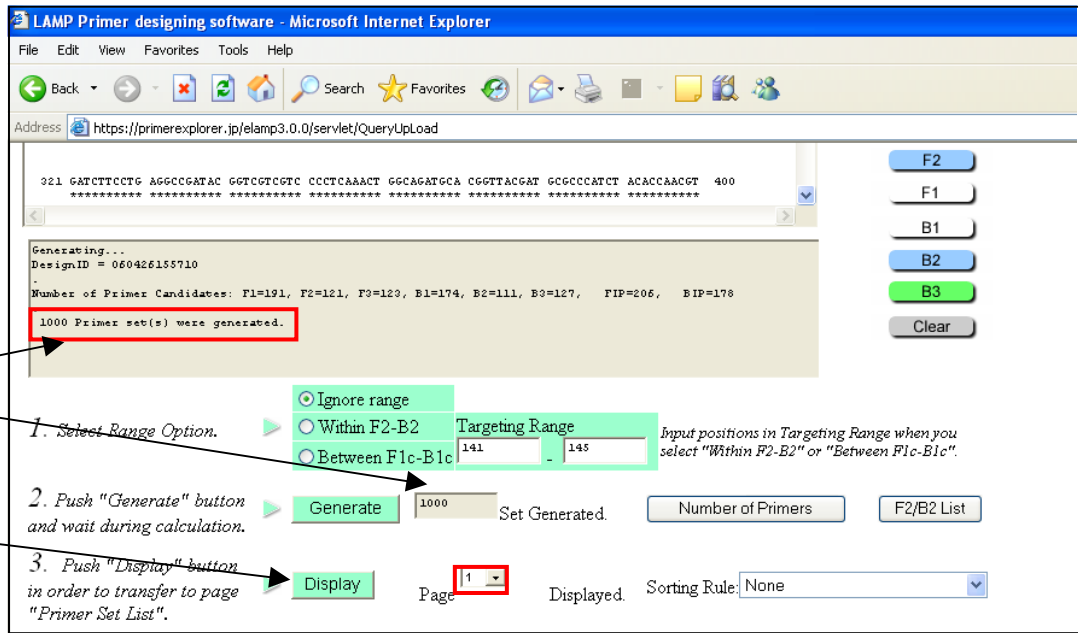 LAMP Primer designing software - Microsoft Internet Explorer
File Edit View Favorites Tools Help
Back Search Favorites
Address https://primerexplorer.jp/elamp3.0.0/servlet/QueryUpLoad
321 GATCTTCCTG AGGCCGATAC GGTCGTCGTC CCCTCAAACT GGCAGATGCA CGGTTACGAT GCGCCCATCT ACACCAACGT 400
********** ********** ********** ********** ********** ********** ********** **********
F2
F1
B1
B2
B3
Clear
Generating...
DesignID = 060426155710
.
Number of Primer Candidates: F1=191, F2=121, F3=123, B1=174, B2=111, B3=127, FIP=206, BIP=178
1000 Primer set(s) were generated.
1. Select Range Option.
Ignore range
Within F2-B2
Between F1c-B1c
Targeting Range
141 - 145
Input positions in Targeting Range when you
select "Within F2-B2" or "Between F1c-B1c".
2. Push "Generate" button
and wait during calculation.
Generate 1000 Set Generated. Number of Primers F2/B2 List
3. Push "Display" button
in order to transfer to page
"Primer Set List".
Display Page 1 Displayed. Sorting Rule: None